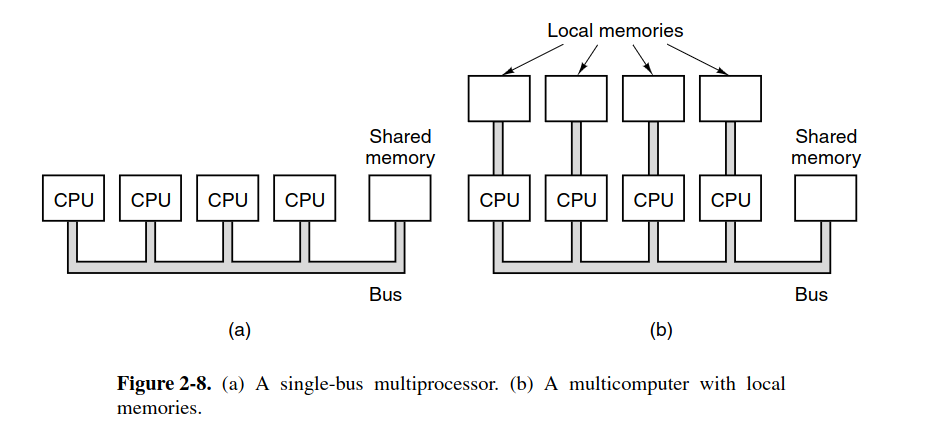 Local memories
Shared
memory
CPU CPU CPU CPU
Bus
(a)
Shared
memory
CPU CPU CPU CPU
Bus
(b)
Figure 2-8. (a) A single-bus multiprocessor. (b) A multicomputer with local
memories.